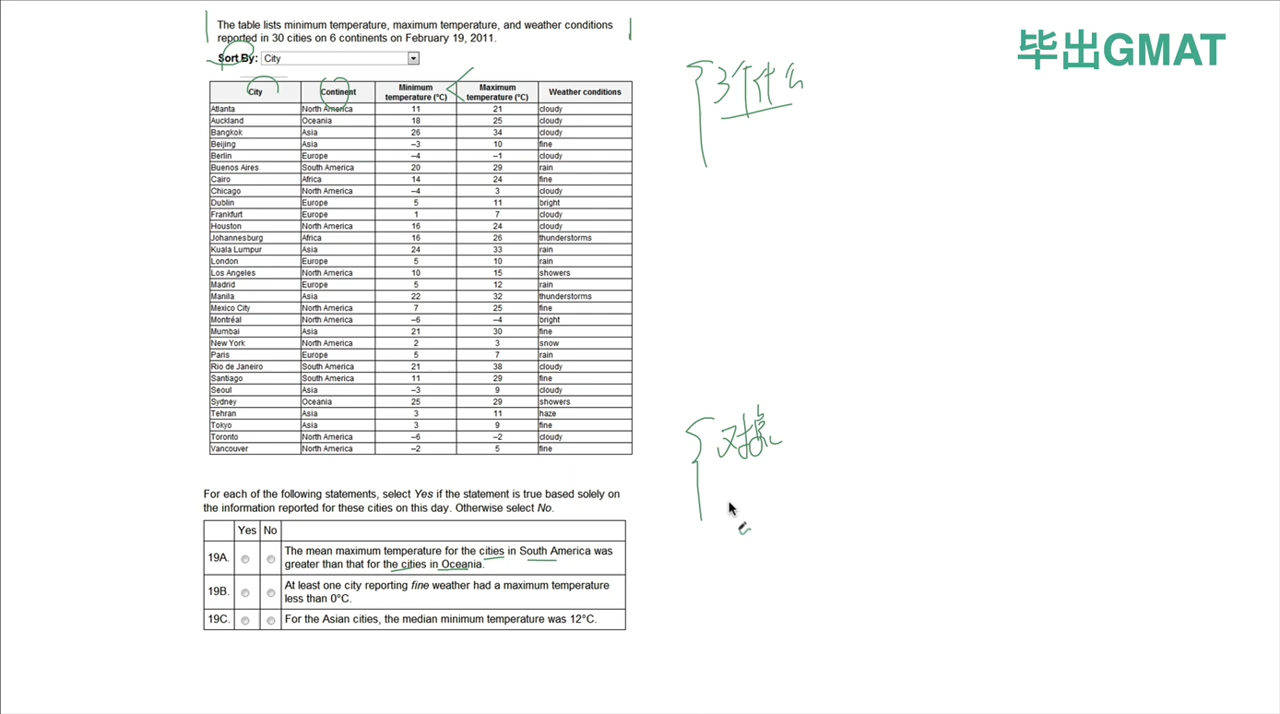 The table lists minimum temperature, maximum temperature, and weather conditions
reported in 30 cities on 6 continents on February 19, 2011.
毕出GMAT
Sort By: City
3个什么
City Continent Minimum temperature (°C) Maximum temperature (°C) Weather conditions
Atlanta North America 11 21 cloudy
Auckland Oceania 18 25 cloudy
Bangkok Asia 26 34 cloudy
Beijing Asia –3 10 fine
Berlin Europe –4 –1 cloudy
Buenos Aires South America 20 29 rain
Cairo Africa 14 24 fine
Chicago North America –4 3 cloudy
Dublin Europe 5 11 bright
Frankfurt Europe 1 7 cloudy
Houston North America 16 24 cloudy
Johannesburg Africa 16 26 thunderstorms
Kuala Lumpur Asia 24 33 rain
London Europe 5 10 rain
Los Angeles North America 10 15 showers
Madrid Europe 5 12 rain
Manila Asia 22 32 thunderstorms
Mexico City North America 7 25 fine
Montréal North America –6 –4 bright
Mumbai Asia 21 30 fine
New York North America 2 3 snow
Paris Europe 5 7 rain
Rio de Janeiro South America 21 38 cloudy
Santiago South America 11 29 fine
Seoul Asia –3 9 cloudy
Sydney Oceania 25 29 showers
Tehran Asia 3 11 haze
Tokyo Asia 3 9 fine
Toronto North America –6 –2 cloudy
Vancouver North America –2 5 fine
对象
For each of the following statements, select Yes if the statement is true based solely on
the information reported for these cities on this day. Otherwise select No.
Yes No
19A. The mean maximum temperature for the cities in South America was
greater than that for the cities in Oceania.
19B. At least one city reporting fine weather had a maximum temperature
less than 0°C.
19C. For the Asian cities, the median minimum temperature was 12°C.